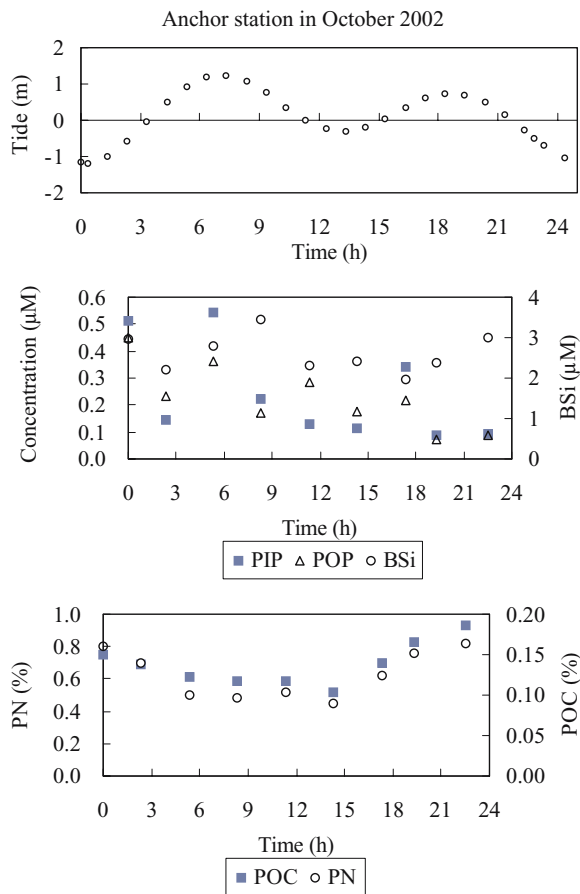 Anchor station in October 2002
Tide (m)
2
1
0
-1
-2
0 3 6 9 12 15 18 21 24
Time (h)
Concentration (μM)
0.6
0.5
0.4
0.3
0.2
0.1
0.0
4
3
2
1
0
BSi (μM)
0 3 6 9 12 15 18 21 24
Time (h)
PIP POP BSi
PN (%)
1.0
0.8
0.6
0.4
0.2
0.0
0.20
0.15
0.10
0.05
0.00
POC (%)
0 3 6 9 12 15 18 21 24
Time (h)
POC PN